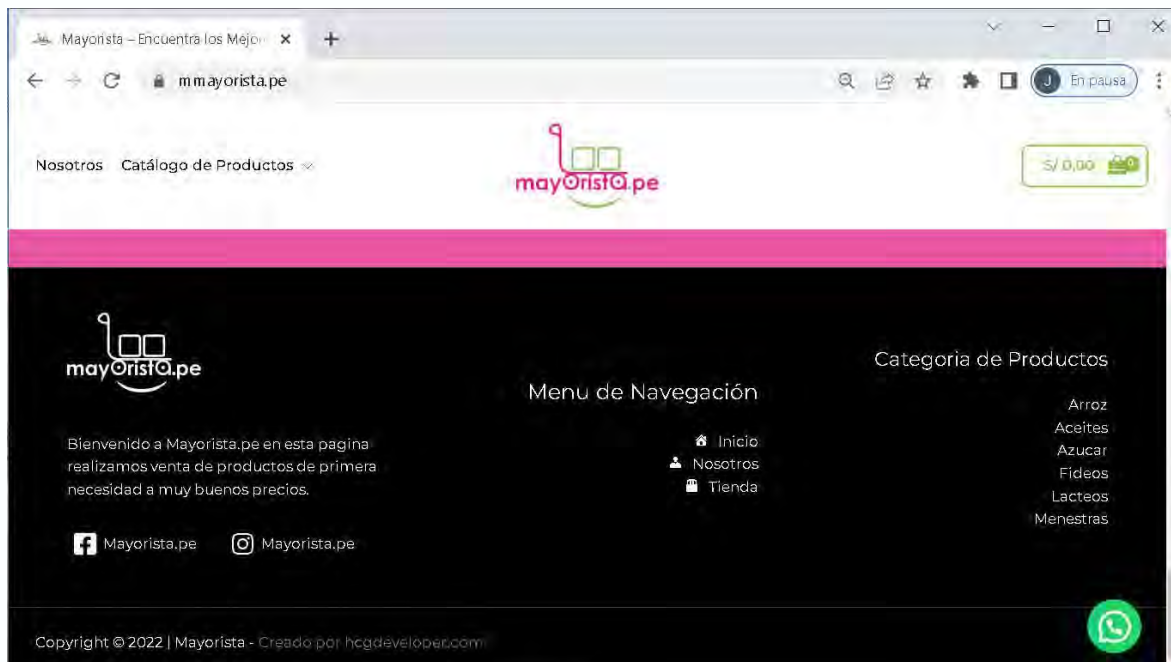 Mayorista – Encuentra los Mejor
mmayorista.pe
J En pausa
Nosotros Catálogo de Productos
mayorista.pe
S/ 0,00 0
mayorista.pe
Bienvenido a Mayorista.pe en esta pagina
realizamos venta de productos de primera
necesidad a muy buenos precios.
Mayorista.pe Mayorista.pe
Menu de Navegación
Inicio
Nosotros
Tienda
Categoria de Productos
Arroz
Aceites
Azucar
Fideos
Lacteos
Menestras
Copyright © 2022 | Mayorista - Creado por hcgdeveloper.com